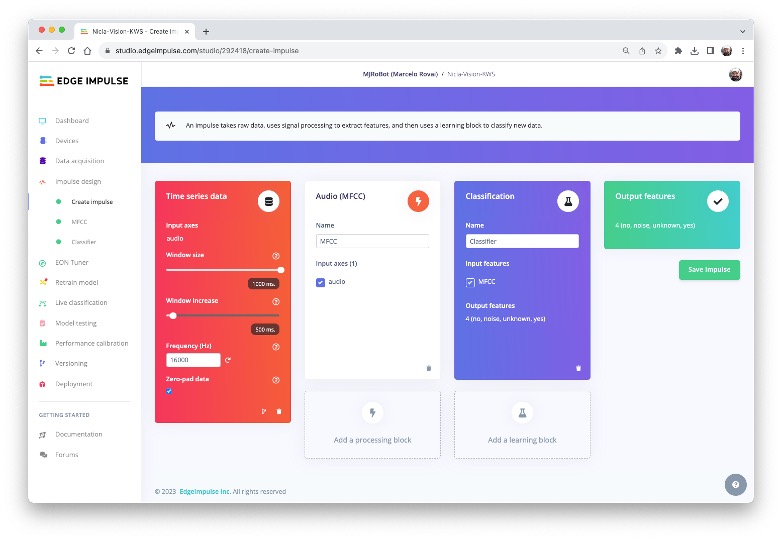 Nicla-Vision-KWS - Create im
studio.edgeimpulse.com/studio/292418/create-impulse
EDGE IMPULSE
MJRoBot (Marcelo Rovai) / Nicla-Vision-KWS
An impulse takes raw data, uses signal processing to extract features, and then uses a learning block to classify new data.
Dashboard
Devices
Data acquisition
Impulse design
Create impulse
MFCC
Classifier
EON Tuner
Retrain model
Live classification
Model testing
Performance calibration
Versioning
Deployment
GETTING STARTED
Documentation
Forums
Time series data
Input axes
audio
Window size
1000 ms.
Window increase
500 ms.
Frequency (Hz)
16000
Zero-pad data
Audio (MFCC)
Name
MFCC
Input axes (1)
audio
Add a processing block
Classification
Name
Classifier
Input features
MFCC
Output features
4 (no, noise, unknown, yes)
Add a learning block
Output features
4 (no, noise, unknown, yes)
Save Impulse
© 2023 EdgeImpulse Inc. All rights reserved